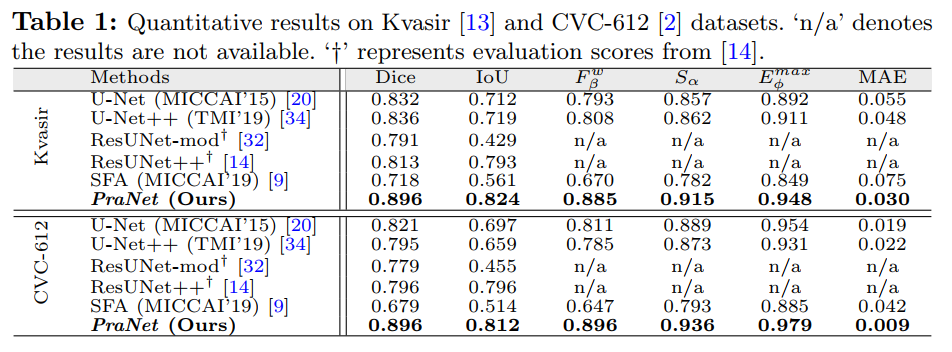 Table 1: Quantitative results on Kvasir [13] and CVC-612 [2] datasets. ‘n/a’ denotes
the results are not available. ‘†’ represents evaluation scores from [14].
Methods Dice IoU F_β^w S_α E_ϕ^max MAE
Kvasir
U-Net (MICCAI’15) [20] 0.832 0.712 0.793 0.857 0.892 0.055
U-Net++ (TMI’19) [34] 0.836 0.719 0.808 0.862 0.911 0.048
ResUNet-mod† [32] 0.791 0.429 n/a n/a n/a n/a
ResUNet++† [14] 0.813 0.793 n/a n/a n/a n/a
SFA (MICCAI’19) [9] 0.718 0.561 0.670 0.782 0.849 0.075
PraNet (Ours) 0.896 0.824 0.885 0.915 0.948 0.030
CVC-612
U-Net (MICCAI’15) [20] 0.821 0.697 0.811 0.889 0.954 0.019
U-Net++ (TMI’19) [34] 0.795 0.659 0.785 0.873 0.931 0.022
ResUNet-mod† [32] 0.779 0.455 n/a n/a n/a n/a
ResUNet++† [14] 0.796 0.796 n/a n/a n/a n/a
SFA (MICCAI’19) [9] 0.679 0.514 0.647 0.793 0.885 0.042
PraNet (Ours) 0.896 0.812 0.896 0.936 0.979 0.009